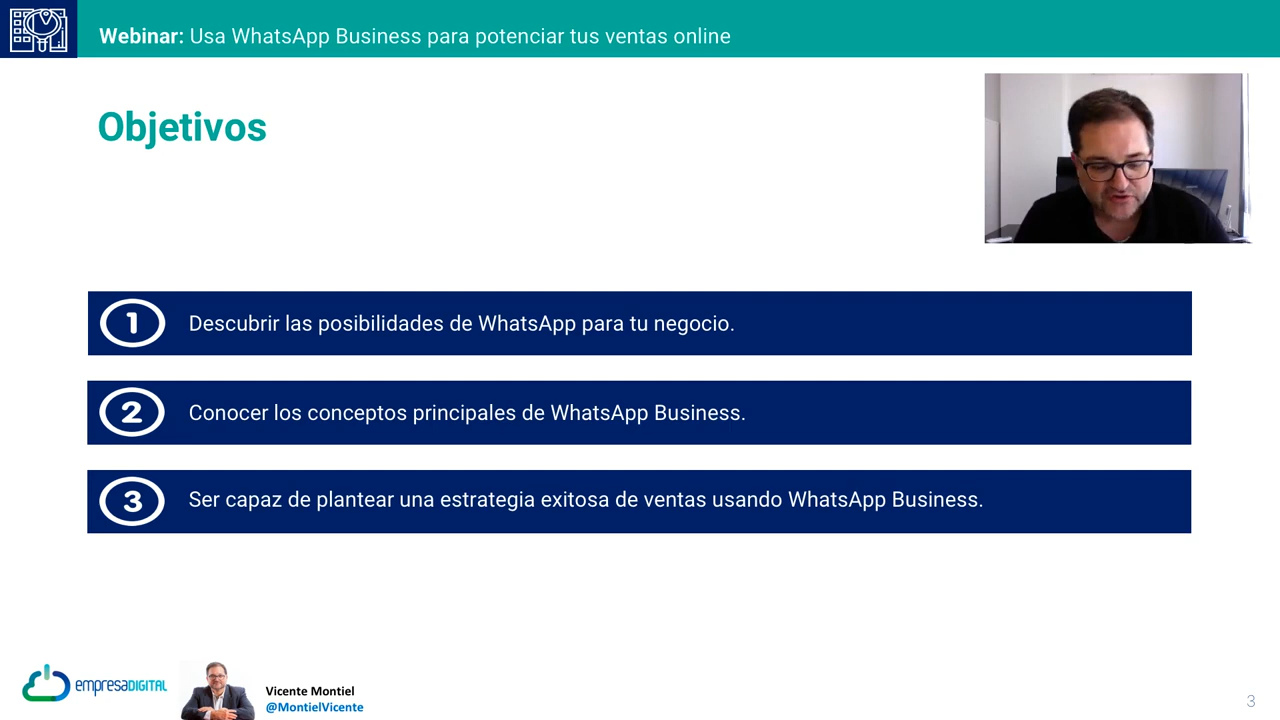 Webinar: Usa WhatsApp Business para potenciar tus ventas online
Objetivos
1 Descubrir las posibilidades de WhatsApp para tu negocio.
2 Conocer los conceptos principales de WhatsApp Business.
3 Ser capaz de plantear una estrategia exitosa de ventas usando WhatsApp Business.
empresaDIGITAL
Vicente Montiel
@MontielVicente
3